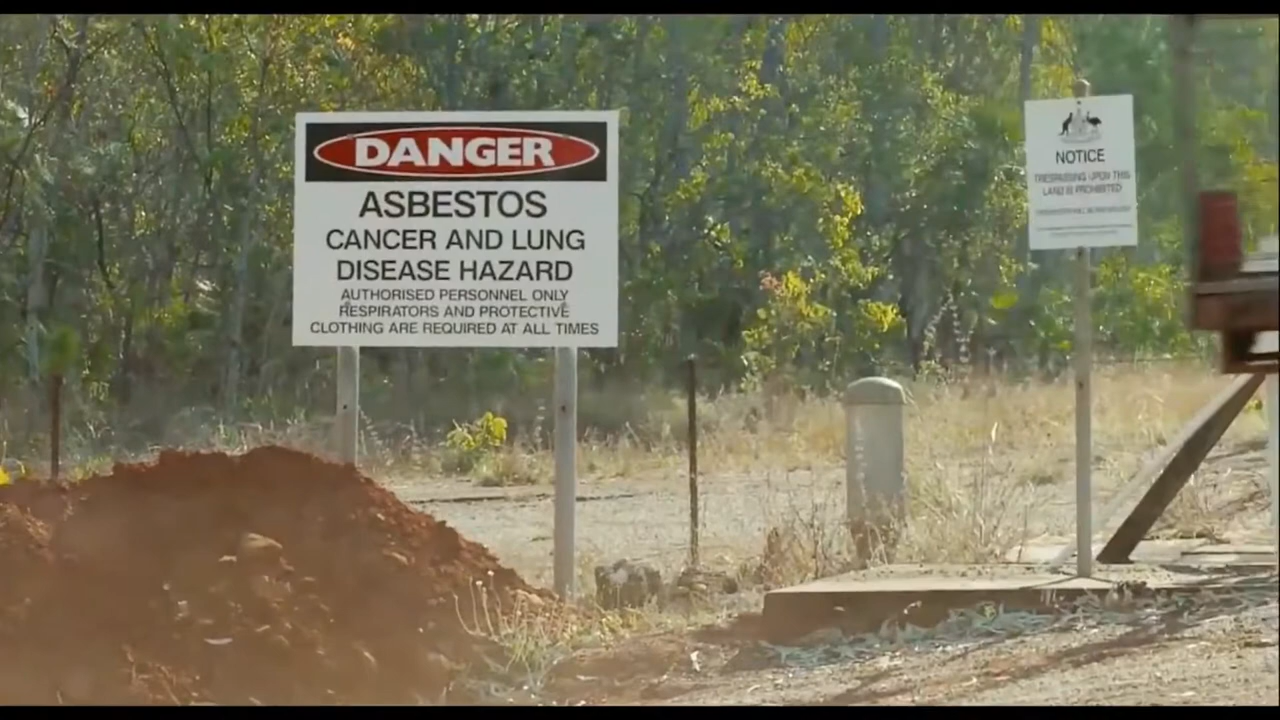 DANGER
ASBESTOS
CANCER AND LUNG
DISEASE HAZARD
AUTHORISED PERSONNEL ONLY
RESPIRATORS AND PROTECTIVE
CLOTHING ARE REQUIRED AT ALL TIMES
NOTICE
TRESPASSING UPON THIS
LAND IS PROHIBITED